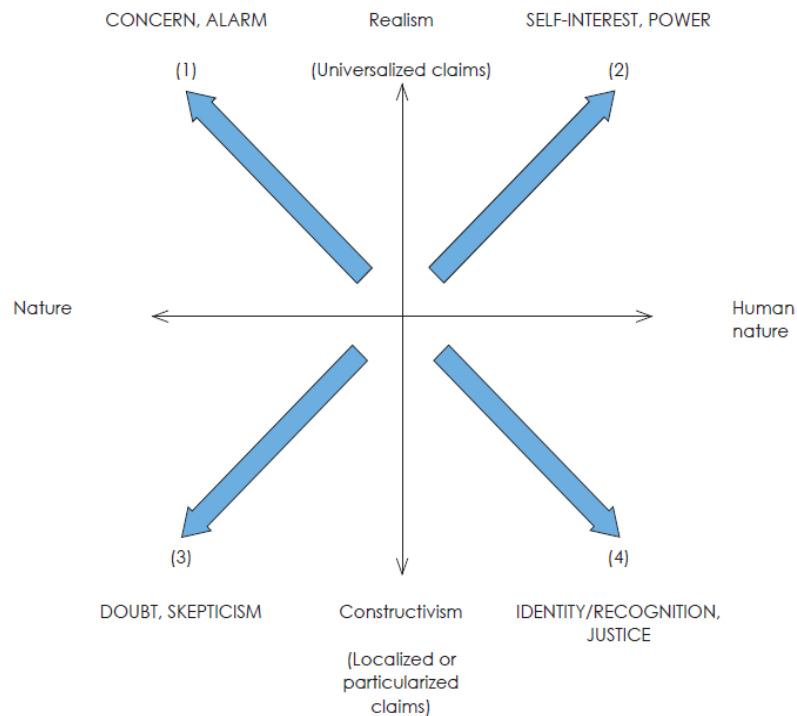 CONCERN, ALARM
Realism
SELF-INTEREST, POWER
(1)
(Universalized claims)
(2)
Nature
Human
nature
(3)
(4)
DOUBT, SKEPTICISM
Constructivism
IDENTITY/RECOGNITION,
JUSTICE
(Localized or
particularized
claims)